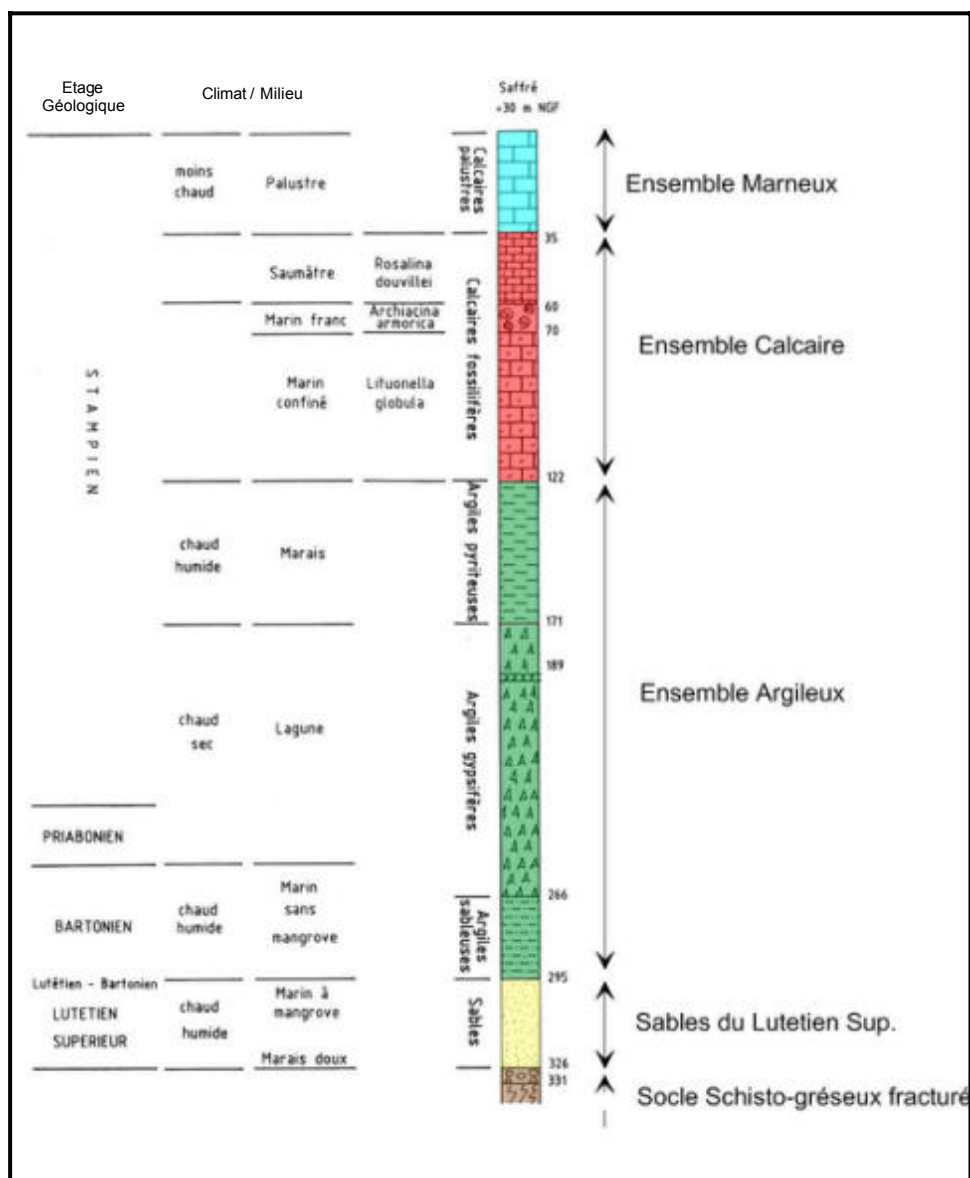 Etage
Géologique
Climat / Milieu
Saffré
+30 m NGF
moins
chaud
Palustre
Calcaires
palustres
Ensemble Marneux
35
Saumâtre
Rosalina
douvillei
60
Marin franc
Archiacina
armorica
70
Calcaires fossilifères
Ensemble Calcaire
STAMPIEN
Marin
confiné
Lituonella
globula
122
chaud
humide
Marais
Argiles pyriteuses
171
189
chaud
sec
Lagune
Argiles gypsifères
Ensemble Argileux
PRIABONIEN
266
BARTONIEN
chaud
humide
Marin
sans
mangrove
Argiles
sableuses
295
Lutétien - Bartonien
LUTETIEN
SUPERIEUR
chaud
humide
Marin à
mangrove
Marais doux
Sables
Sables du Lutetien Sup.
326
331
Socle Schisto-gréseux fracturé